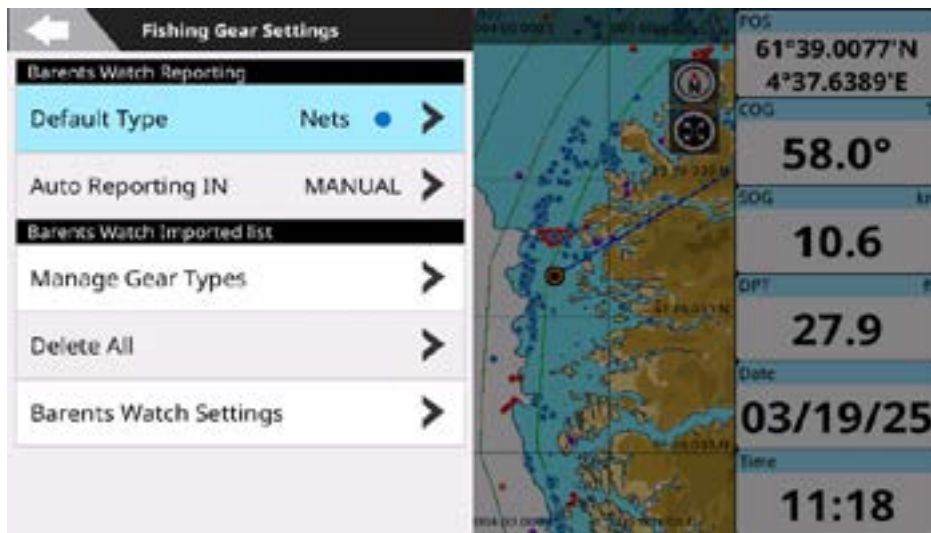 Fishing Gear Settings
Barents Watch Reporting
Default Type Nets
Auto Reporting IN MANUAL
Barents Watch Imported list
Manage Gear Types
Delete All
Barents Watch Settings
N
POS
61°39.0077'N
4°37.6389'E
COG T
58.0°
SOG
10.6
DPT
27.9
Date
03/19/25
Time
11:18